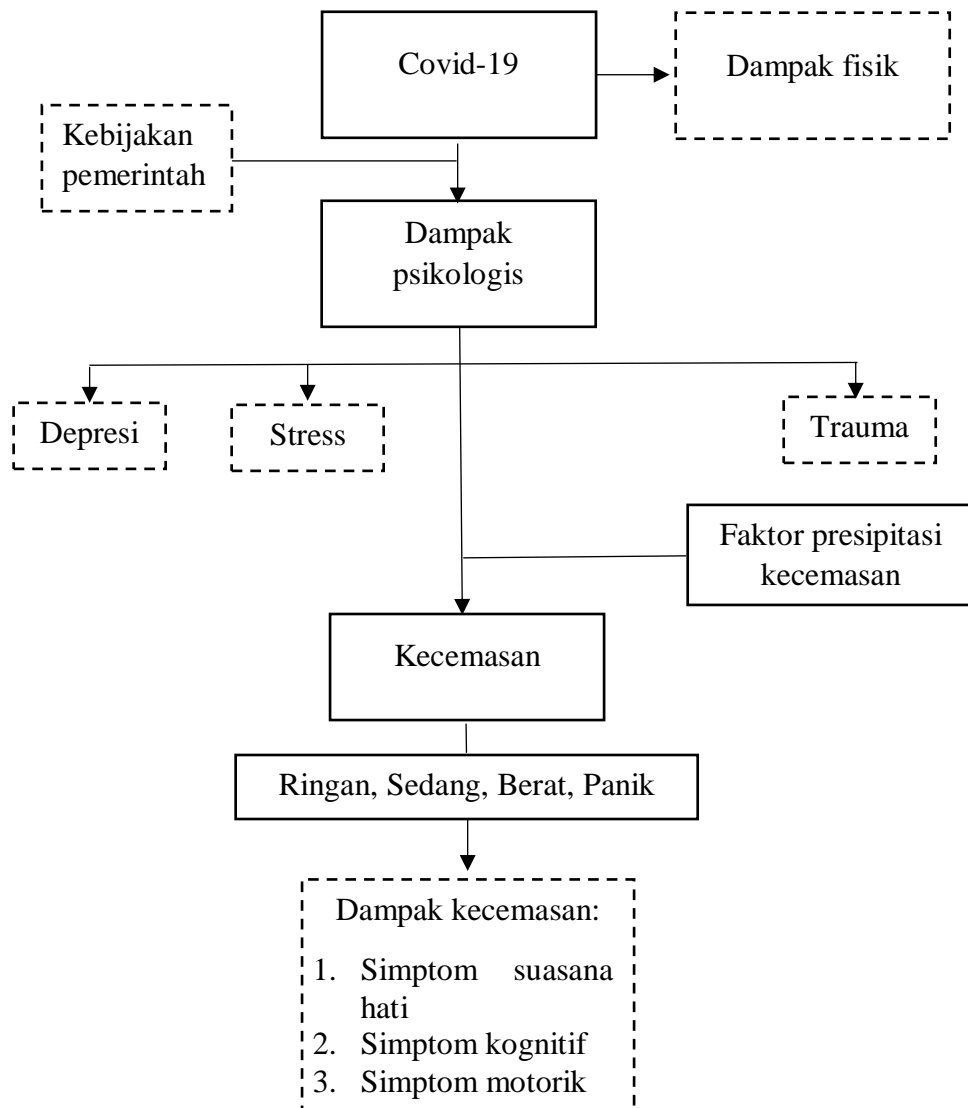 Covid-19
Dampak fisik
Kebijakan
pemerintah
Dampak
psikologis
Depresi
Stress
Trauma
Faktor presipitasi
kecemasan
Kecemasan
Ringan, Sedang, Berat, Panik
Dampak kecemasan:
1. Simptom suasana
hati
2. Simptom kognitif
3. Simptom motorik